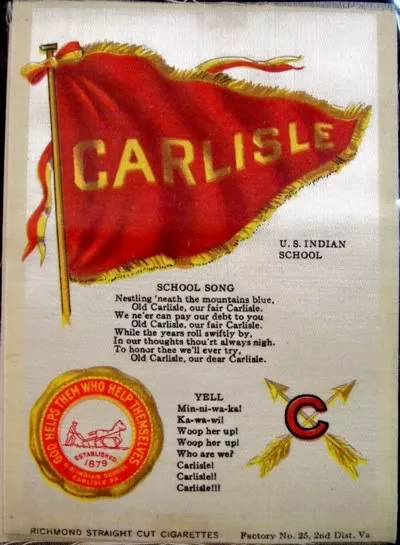 CARLISLE
U. S. INDIAN
SCHOOL
SCHOOL SONG
Nestling 'neath the mountains blue,
Old Carlisle, our fair Carlisle.
We ne'er can pay our debt to you
Old Carlisle, our fair Carlisle.
While the years roll swiftly by,
In our thoughts thou'rt always nigh.
To honor thee we'll ever try,
Old Carlisle, our dear Carlisle.
GOD HELPS THEM WHO HELP THEMSELVES
ESTABLISHED
1879
U.S. INDIAN SCHOOL
CARLISLE PA.
YELL
Min-ni-wa-ka!
Ka-wa-wi!
Woop her up!
Woop her up!
Who are we?
Carlisle!
Carlisle!!
Carlisle!!!
C
RICHMOND STRAIGHT CUT CIGARETTES
Factory No. 25, 2nd Dist. Va.